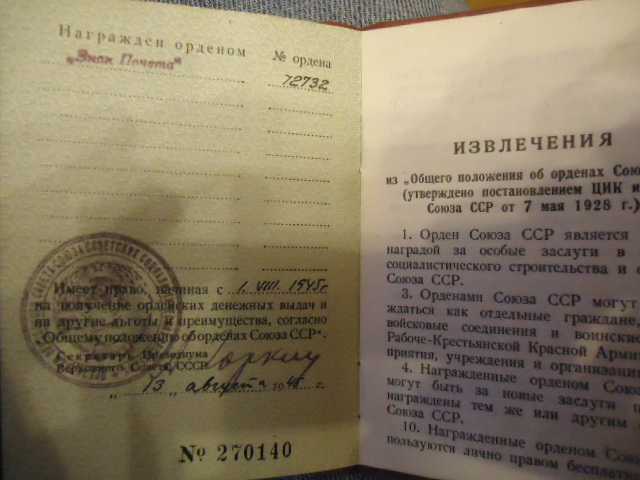 Награжден орденом
№ ордена
„Знак Почета"
72732
Имеет право, начиная с 1. VIII. 1945г.
на получение орденских денежных выдач и
на другие льготы и преимущества, согласно
„Общему положению об орденах Союза ССР".
Секретарь Президиума
Верховного Совета СССР
Горкин
„ 13 „ августа 1945 г.
№ 270140
ИЗВЛЕЧЕНИЯ
из „Общего положения об орденах Сою
(утверждено постановлением ЦИК и
Союза ССР от 7 мая 1928 г.)
1. Орден Союза ССР является
наградой за особые заслуги в
социалистического строительства и о
Союза ССР.
3. Орденами Союза ССР могут
ждаться как отдельные граждане,
войсковые соединения и воинские
Рабоче-Крестьянской Красной Арми
приятия, учреждения и организаци
4. Награжденные орденом Союз
могут быть за новые заслуги п
награждены тем же или другим
Союза ССР.
10. Награжденные орденом Союз
пользуются лично правом бесплатно